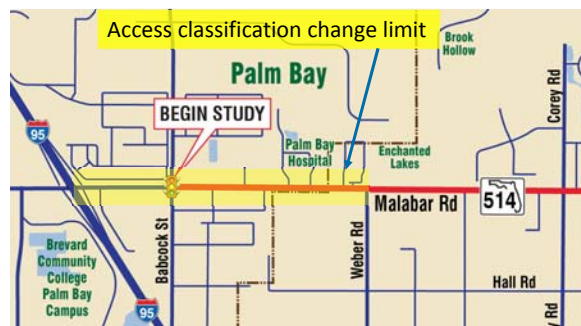 Access classification change limit
Brook
Hollow
Palm Bay
Corey Rd
95
BEGIN STUDY
Palm Bay
Hospital
Enchanted
Lakes
Malabar Rd
514
Babcock St
Weber Rd
Brevard
Community
College
Palm Bay
Campus
Hall Rd
95
y Rd